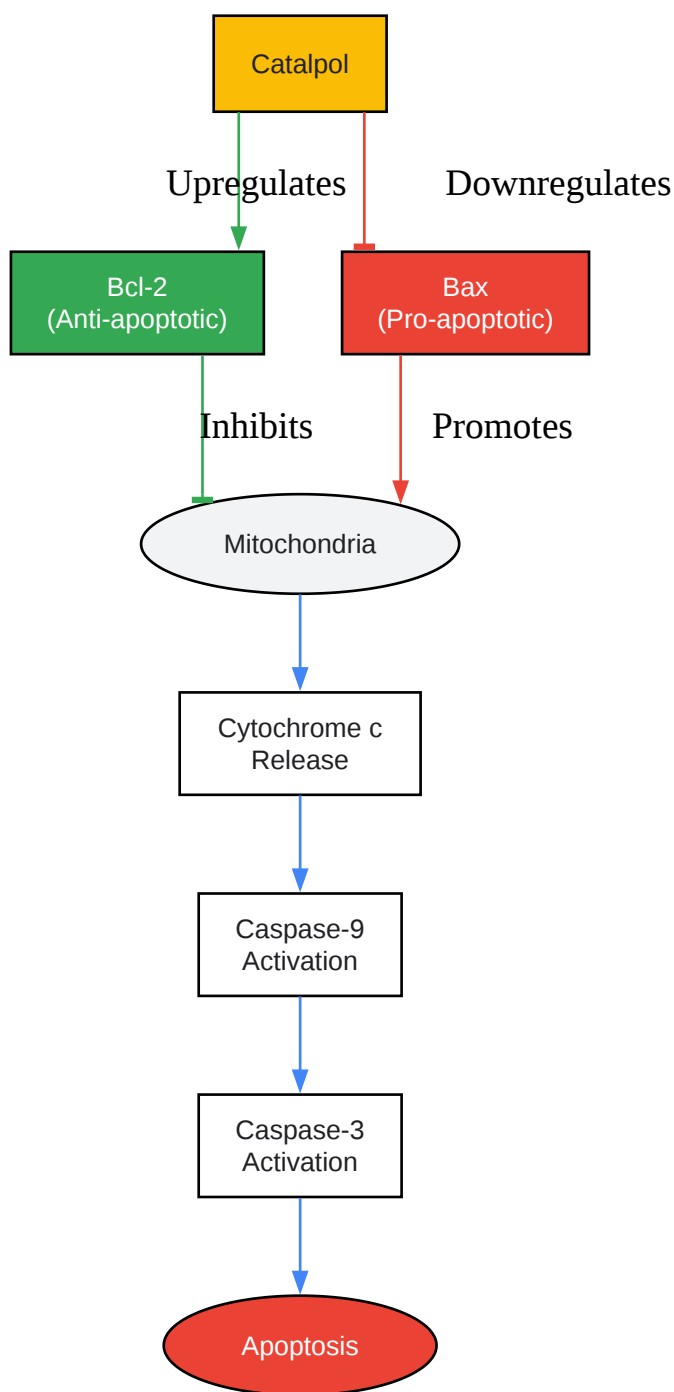 Catalpol
Upregulates
Downregulates
Bcl-2
(Anti-apoptotic)
Bax
(Pro-apoptotic)
Inhibits
Promotes
Mitochondria
Cytochrome c
Release
Caspase-9
Activation
Caspase-3
Activation
Apoptosis